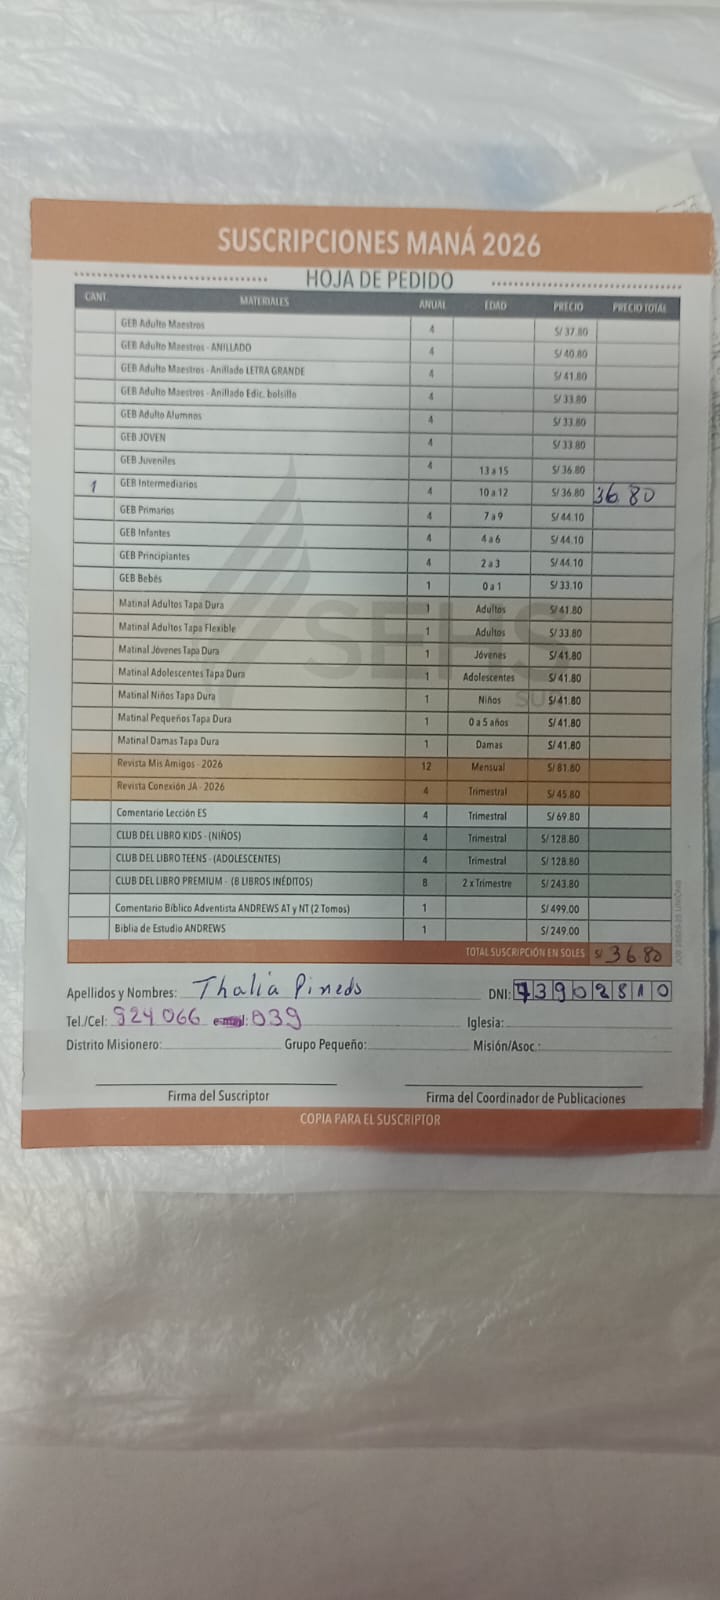 SUSCRIPCIONES MANÁ 2026
HOJA DE PEDIDO
CANT. MATERIALES ANUAL EDAD PRECIO PRECIO TOTAL
GEB Adulto Maestros 4 S/ 37.80
GEB Adulto Maestros - ANILLADO 4 S/ 40.80
GEB Adulto Maestros - Anillado LETRA GRANDE 4 S/ 41.80
GEB Adulto Maestros - Anillado Edic. bolsillo 4 S/ 33.80
GEB Adulto Alumnos 4 S/ 33.80
GEB JOVEN 4 S/ 33.80
GEB Juveniles 4 13 a 15 S/ 36.80
1 GEB Intermediarios 4 10 a 12 S/ 36.80 36.80
GEB Primarios 4 7 a 9 S/ 44.10
GEB Infantes 4 4 a 6 S/ 44.10
GEB Principiantes 4 2 a 3 S/ 44.10
GEB Bebés 1 0 a 1 S/ 33.10
Matinal Adultos Tapa Dura 1 Adultos S/ 41.80
Matinal Adultos Tapa Flexible 1 Adultos S/ 33.80
Matinal Jóvenes Tapa Dura 1 Jóvenes S/ 41.80
Matinal Adolescentes Tapa Dura 1 Adolescentes S/ 41.80
Matinal Niños Tapa Dura 1 Niños S/ 41.80
Matinal Pequeños Tapa Dura 1 0 a 5 años S/ 41.80
Matinal Damas Tapa Dura 1 Damas S/ 41.80
Revista Mis Amigos - 2026 12 Mensual S/ 81.80
Revista Conexión JA - 2026 4 Trimestral S/ 45.80
Comentario Lección ES 4 Trimestral S/ 69.80
CLUB DEL LIBRO KIDS - (NIÑOS) 4 Trimestral S/ 128.80
CLUB DEL LIBRO TEENS - (ADOLESCENTES) 4 Trimestral S/ 128.80
CLUB DEL LIBRO PREMIUM - (8 LIBROS INÉDITOS) 8 2 x Trimestre S/ 243.80
Comentario Bíblico Adventista ANDREWS AT y NT (2 Tomos) 1 S/ 499.00
Biblia de Estudio ANDREWS 1 S/ 249.00
SEHS
SU
TOTAL SUSCRIPCIÓN EN SOLES S/ 36.80
Apellidos y Nombres: Thalia Pinedo DNI: 73902810
Tel./Cel: 924 066 039 Iglesia:
Distrito Misionero: Grupo Pequeño: Misión/Asoc.:
Firma del Suscriptor Firma del Coordinador de Publicaciones
COPIA PARA EL SUSCRIPTOR